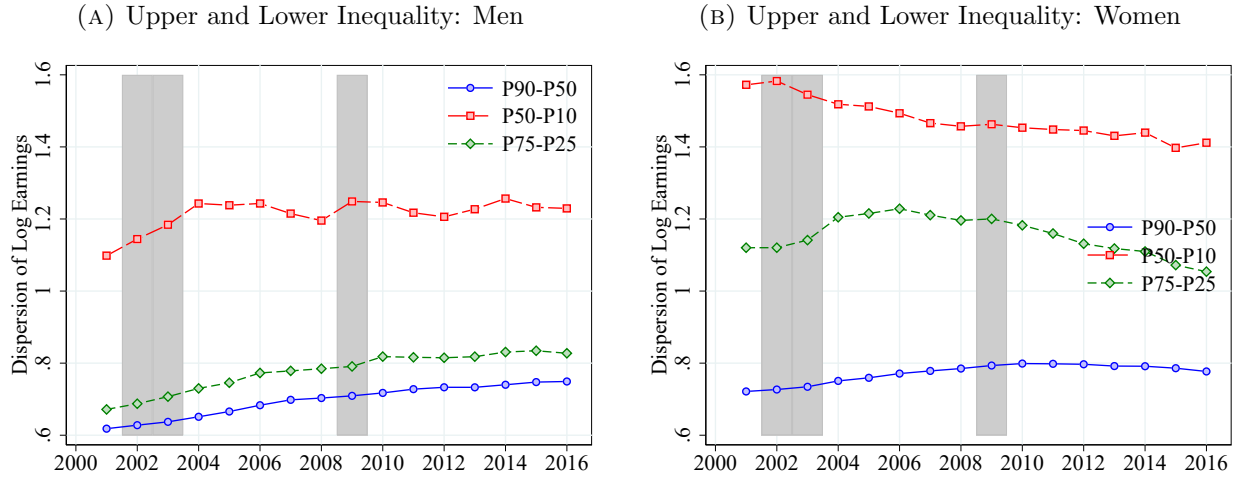 (A) Upper and Lower Inequality: Men
Dispersion of Log Earnings
1.6
1.4
1.2
1
.8
.6
P90-P50
P50-P10
P75-P25
2000 2002 2004 2006 2008 2010 2012 2014 2016
(B) Upper and Lower Inequality: Women
Dispersion of Log Earnings
1.6
1.4
1.2
1
.8
.6
P90-P50
P50-P10
P75-P25
2000 2002 2004 2006 2008 2010 2012 2014 2016